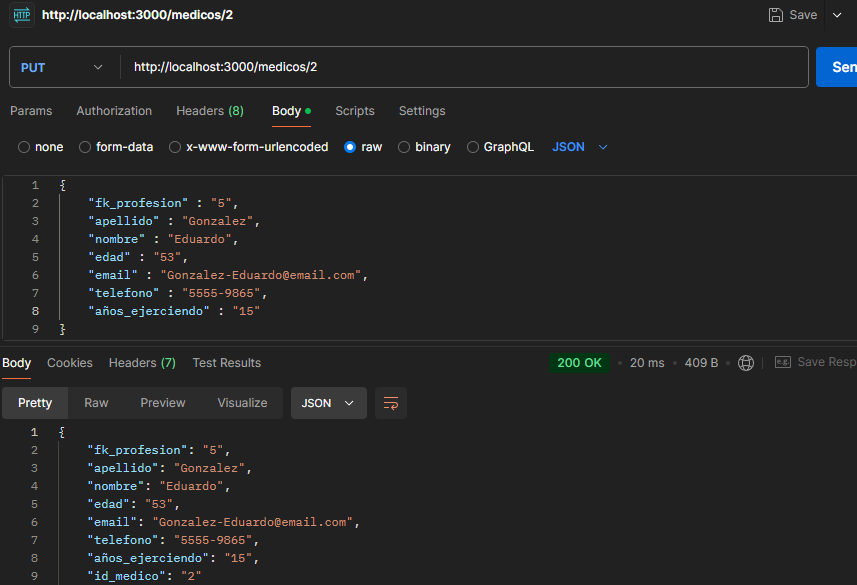 HTTP http://localhost:3000/medicos/2 Save
PUT http://localhost:3000/medicos/2 Sen
Params Authorization Headers (8) Body Scripts Settings
none form-data x-www-form-urlencoded raw binary GraphQL JSON
1 {
2 "fk_profesion" : "5",
3 "apellido" : "Gonzalez",
4 "nombre" : "Eduardo",
5 "edad" : "53",
6 "email" : "Gonzalez-Eduardo@email.com",
7 "telefono" : "5555-9865",
8 "años_ejerciendo" : "15"
9 }
Body Cookies Headers (7) Test Results 200 OK • 20 ms • 409 B • e.g. Save Resp
Pretty Raw Preview Visualize JSON
1 {
2 "fk_profesion": "5",
3 "apellido": "Gonzalez",
4 "nombre": "Eduardo",
5 "edad": "53",
6 "email": "Gonzalez-Eduardo@email.com",
7 "telefono": "5555-9865",
8 "años_ejerciendo": "15",
9 "id_medico": "2"